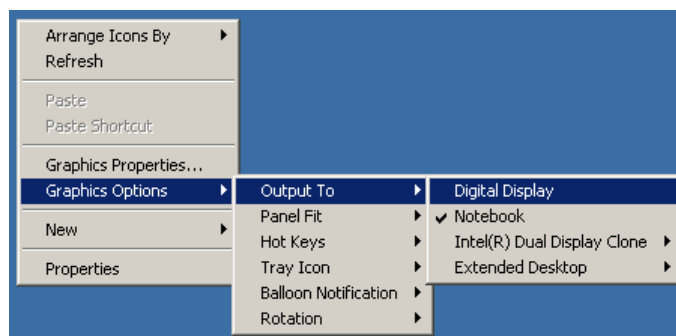 Arrange Icons By
Refresh
Paste
Paste Shortcut
Graphics Properties...
Graphics Options
New
Properties
Output To
Panel Fit
Hot Keys
Tray Icon
Balloon Notification
Rotation
Digital Display
Notebook
Intel(R) Dual Display Clone
Extended Desktop